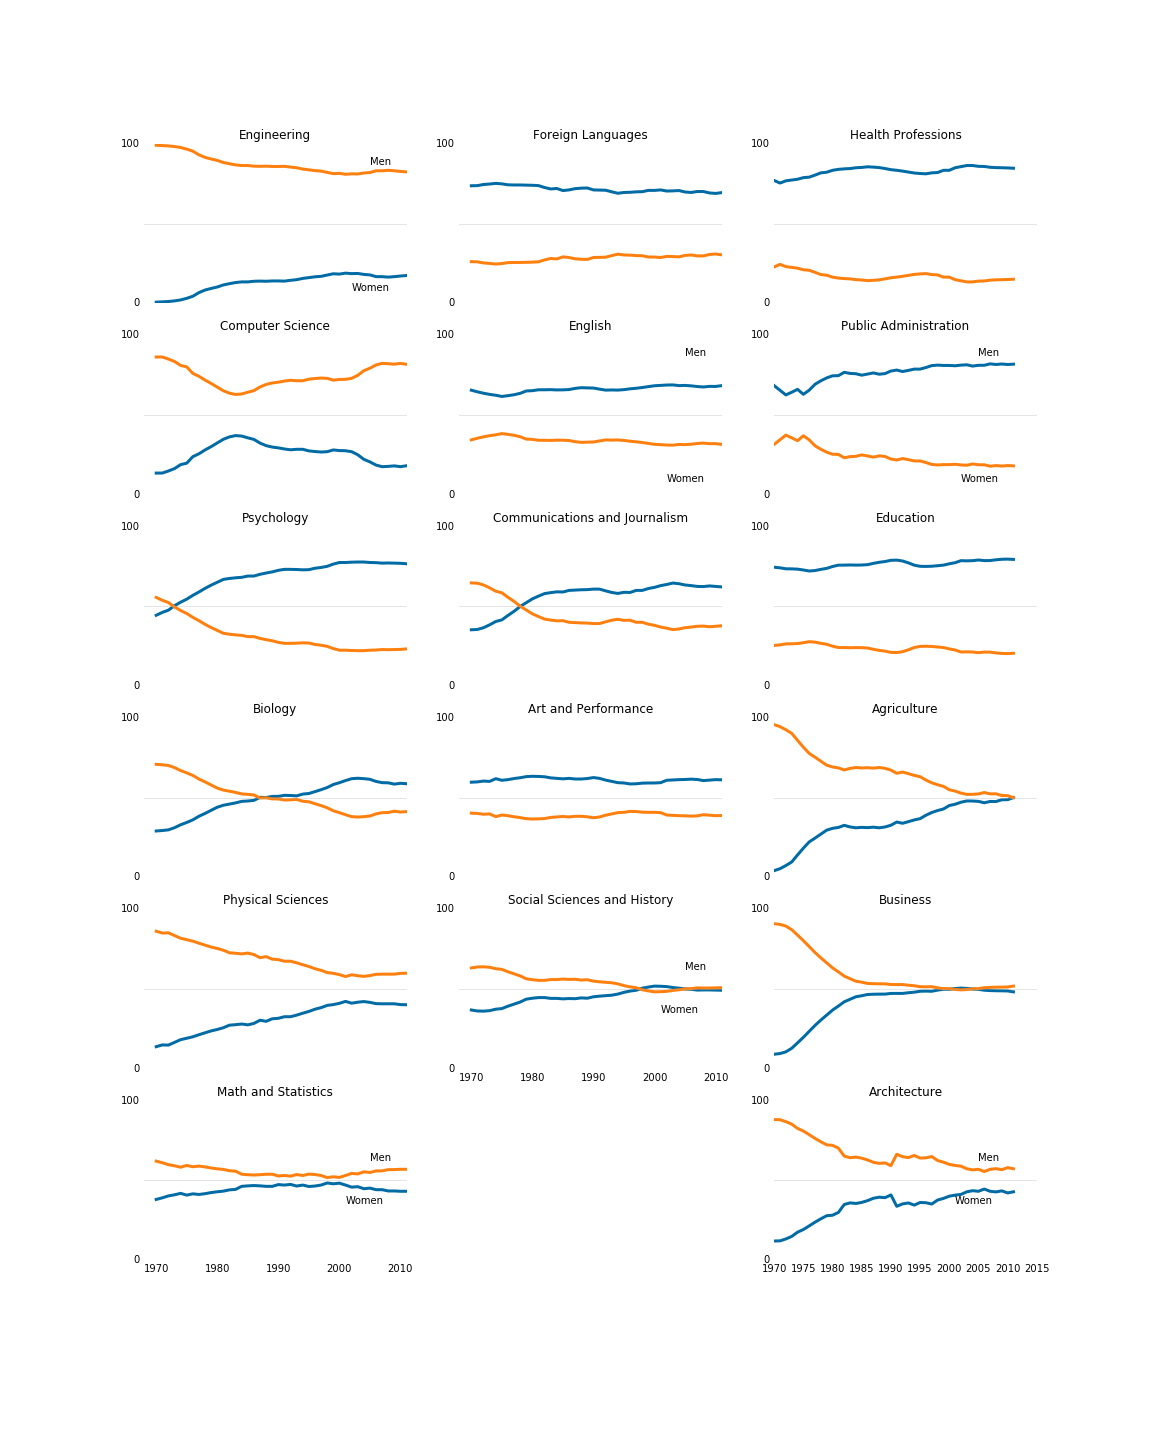 Engineering Foreign Languages Health Professions
100 100 100
Men
Women
0 0 0
Computer Science English Public Administration
100 100 100
Men Men
Women Women
0 0 0
Psychology Communications and Journalism Education
100 100 100
0 0 0
Biology Art and Performance Agriculture
100 100 100
0 0 0
Physical Sciences Social Sciences and History Business
100 100 100
Men
Women
0 0 0
1970 1980 1990 2000 2010
Math and Statistics Architecture
100 100
Men Men
Women Women
0 0
1970 1980 1990 2000 2010 1970 1975 1980 1985 1990 1995 2000 2005 2010 2015